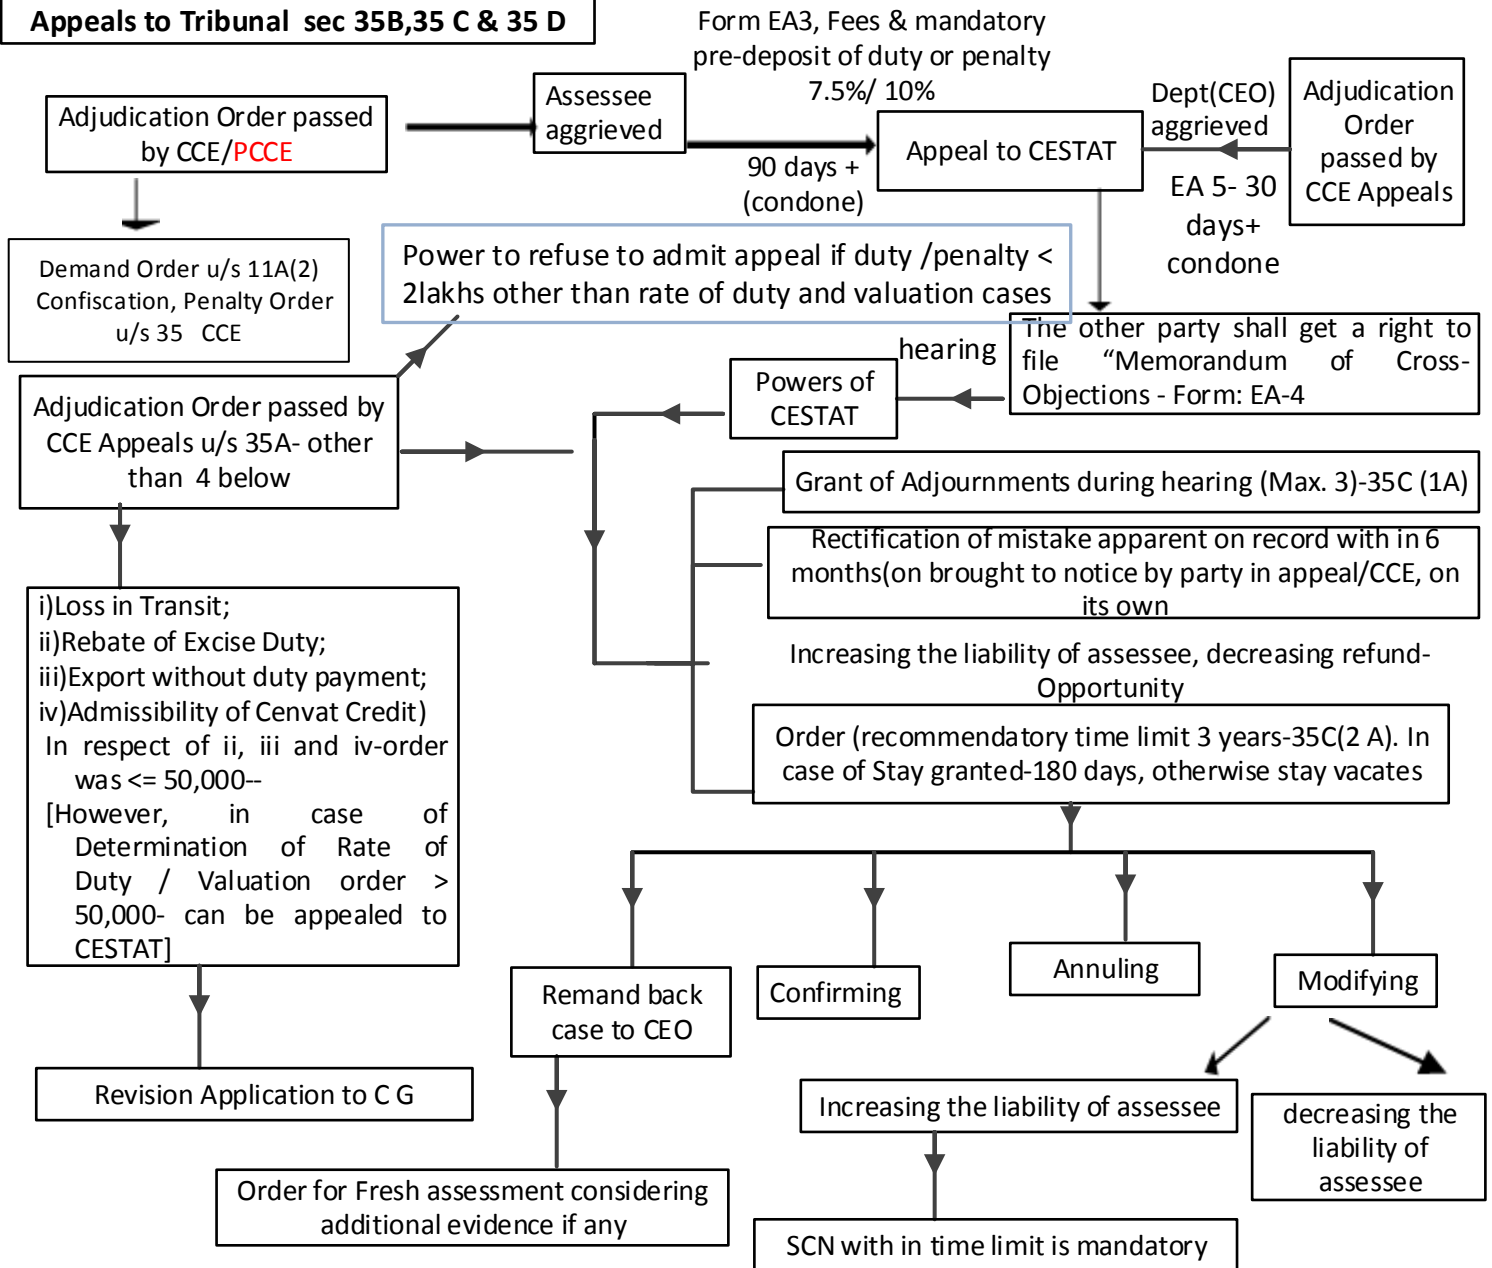 Appeals to Tribunal  sec 35B,35 C & 35 D
Form EA3, Fees & mandatory
pre-deposit of duty or penalty
7.5%/ 10%
Adjudication Order passed
by CCE/PCCE
Assessee
aggrieved
90 days +
(condone)
Appeal to CESTAT
Dept(CEO)
aggrieved
EA 5- 30
days+
condone
Adjudication
Order
passed by
CCE Appeals
Demand Order u/s 11A(2)
Confiscation, Penalty Order
u/s 35   CCE
Power to refuse to admit appeal if duty /penalty <
2lakhs other than rate of duty and valuation cases
The other party shall get a right to
file “Memorandum of Cross-
Objections - Form: EA-4
hearing
Powers of
CESTAT
Adjudication Order passed by
CCE Appeals u/s 35A- other
than  4 below
Grant of Adjournments during hearing (Max. 3)-35C (1A)
Rectification of mistake apparent on record with in 6
months(on brought to notice by party in appeal/CCE, on
its own
Increasing the liability of assessee, decreasing refund-
Opportunity
Order (recommendatory time limit 3 years-35C(2 A). In
case of Stay granted-180 days, otherwise stay vacates
i)Loss in Transit;
ii)Rebate of Excise Duty;
iii)Export without duty payment;
iv)Admissibility of Cenvat Credit)
In respect of ii, iii and iv-order
was <= 50,000--
[However, in case of
Determination of Rate of
Duty / Valuation order >
50,000- can be appealed to
CESTAT]
Remand back
case to CEO
Confirming
Annuling
Modifying
Revision Application to C G
Increasing the liability of assessee
decreasing the
liability of
assessee
Order for Fresh assessment considering
additional evidence if any
SCN with in time limit is mandatory